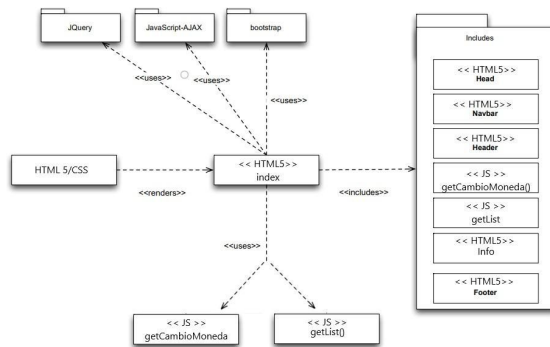 JQuery
JavaScript-AJAX
bootstrap
<<uses>>
<<uses>>
<<uses>>
HTML 5/CSS
<<renders>>
<< HTML5>>
index
<<includes>>
<<uses>>
<< JS >>
getCambioMoneda
<< JS >>
getList()
Includes
<< HTML5>>
Head
<< HTML5>>
Navbar
<< HTML5>>
Header
<< JS >>
getCambioMoneda()
<< JS >>
getList
<< HTML5>>
Info
<< HTML5>>
Footer